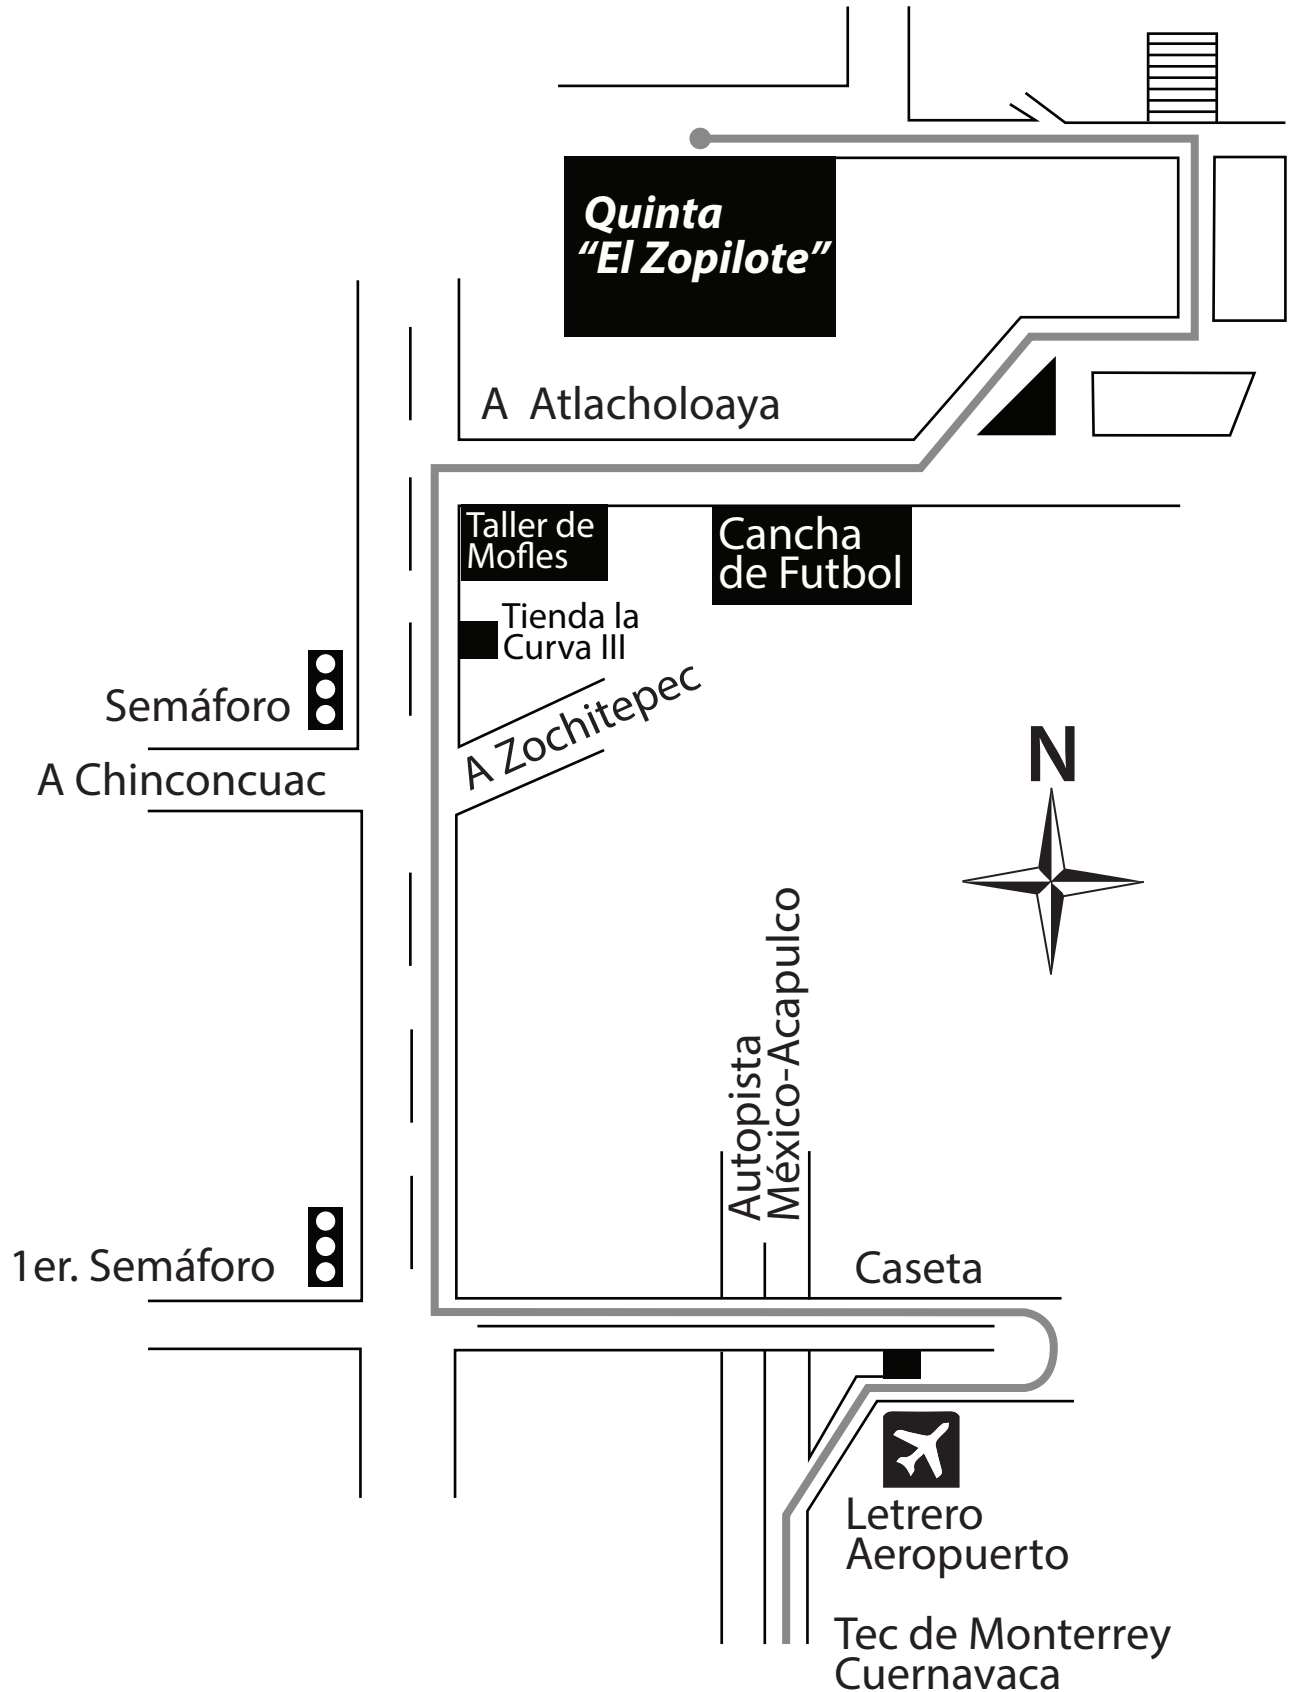 Quinta
“El Zopilote”
A Atlacholoaya
Taller de
Mofles
Cancha
de Futbol
Tienda la
Curva III
Semáforo
A Zochitepec
A Chinconcuac
N
Autopista
México-Acapulco
1er. Semáforo
Caseta
Letrero
Aeropuerto
Tec de Monterrey
Cuernavaca